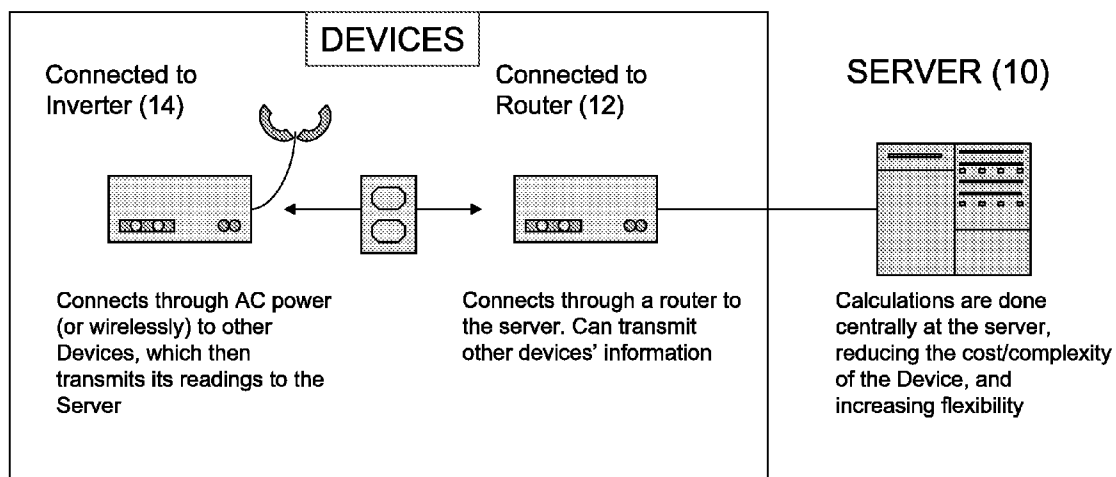 DEVICES
Connected to
Inverter (14)
Connected to
Router (12)
SERVER (10)
Connects through AC power
(or wirelessly) to other
Devices, which then
transmits its readings to the
Server
Connects through a router to
the server. Can transmit
other devices' information
Calculations are done
centrally at the server,
reducing the cost/complexity
of the Device, and
increasing flexibility